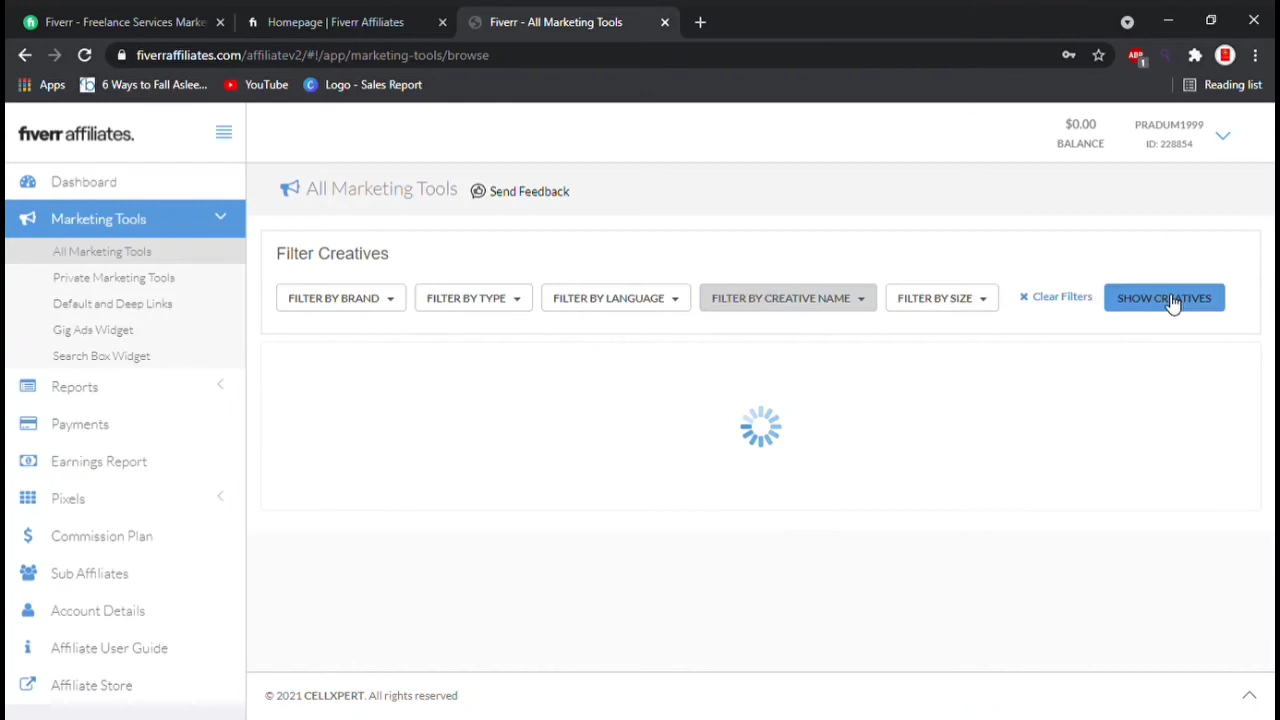 Fiverr - Freelance Services Marke
Homepage | Fiverr Affiliates
Fiverr - All Marketing Tools
fiverraffiliates.com/affiliatev2/#!/app/marketing-tools/browse
ABP
1
Apps
6 Ways to Fall Aslee...
YouTube
Logo - Sales Report
Reading list
fiverr affiliates.
$0.00
BALANCE
PRADUM1999
ID: 228854
Dashboard
Marketing Tools
All Marketing Tools
Private Marketing Tools
Default and Deep Links
Gig Ads Widget
Search Box Widget
Reports
Payments
Earnings Report
Pixels
Commission Plan
Sub Affiliates
Account Details
Affiliate User Guide
Affiliate Store
All Marketing Tools
Send Feedback
Filter Creatives
FILTER BY BRAND
FILTER BY TYPE
FILTER BY LANGUAGE
FILTER BY CREATIVE NAME
FILTER BY SIZE
Clear Filters
SHOW CREATIVES
© 2021 CELLXPERT. All rights reserved